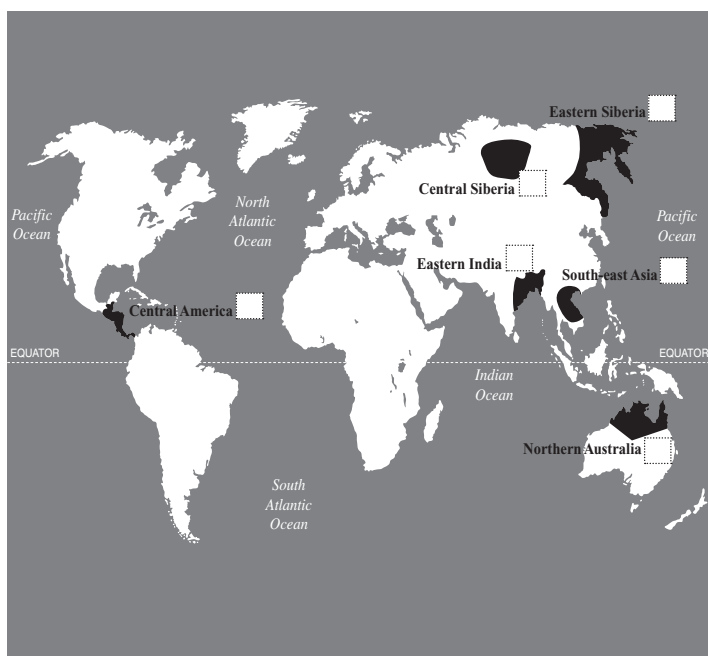 Eastern Siberia
Central Siberia
North
Atlantic
Ocean
Pacific
Ocean
Pacific
Ocean
Eastern India
South-east Asia
Central America
EQUATOR
EQUATOR
Indian
Ocean
Northern Australia
South
Atlantic
Ocean